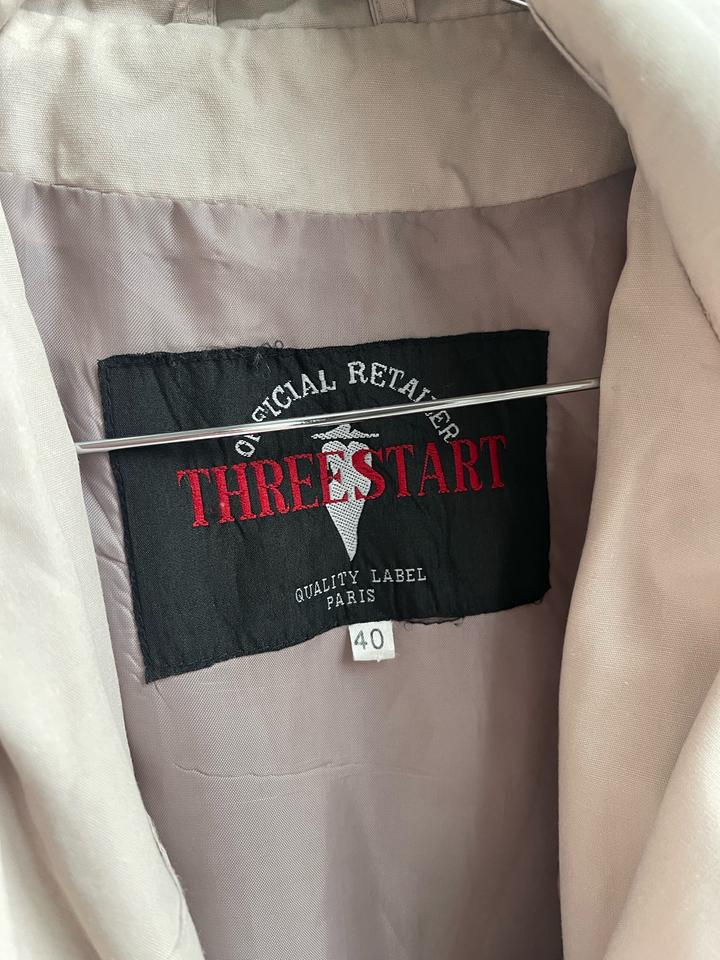 OFFICIAL RETAILER
THREESTART
QUALITY LABEL
PARIS
40